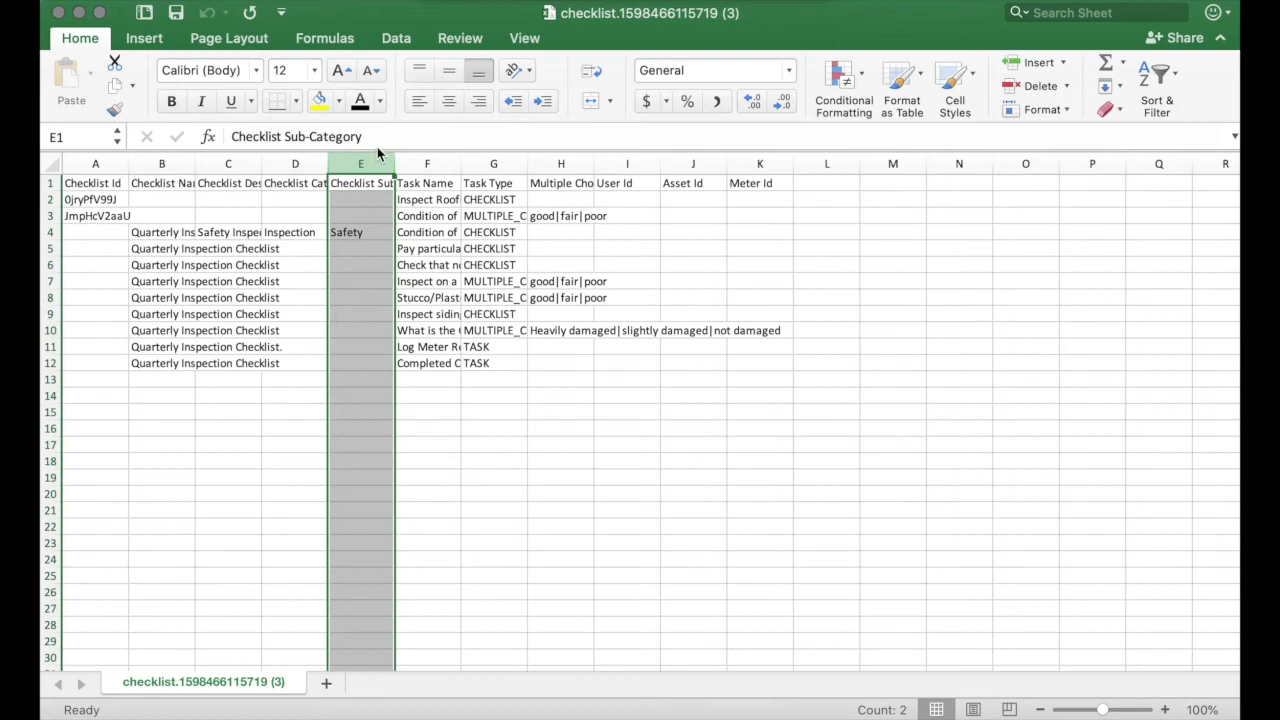 checklist.1598466115719 (3)
Search Sheet
Home Insert Page Layout Formulas Data Review View
Share
Paste
Calibri (Body) 12
General
Conditional Formatting
Format as Table
Cell Styles
Insert
Delete
Format
Sort & Filter
E1 fx Checklist Sub-Category
A B C D E F G H I J K L M N O P Q R
1 Checklist Id Checklist Nar Checklist Des Checklist Cat Checklist Sub Task Name Task Type Multiple Cho User Id Asset Id Meter Id
2 0jryPfV99J Inspect Roof CHECKLIST
3 JmpHcV2aaU Condition of MULTIPLE_C good|fair|poor
4 Quarterly Ins Safety Inspec Inspection Safety Condition of CHECKLIST
5 Quarterly Inspection Checklist Pay particula CHECKLIST
6 Quarterly Inspection Checklist Check that no CHECKLIST
7 Quarterly Inspection Checklist Inspect on a MULTIPLE_C good|fair|poor
8 Quarterly Inspection Checklist Stucco/Plast MULTIPLE_C good|fair|poor
9 Quarterly Inspection Checklist Inspect sidin CHECKLIST
10 Quarterly Inspection Checklist What is the MULTIPLE_C Heavily damaged|slightly damaged|not damaged
11 Quarterly Inspection Checklist. Log Meter Re TASK
12 Quarterly Inspection Checklist Completed C TASK
13
14
15
16
17
18
19
20
21
22
23
24
25
26
27
28
29
30
checklist.1598466115719 (3)
Ready Count: 2 100%